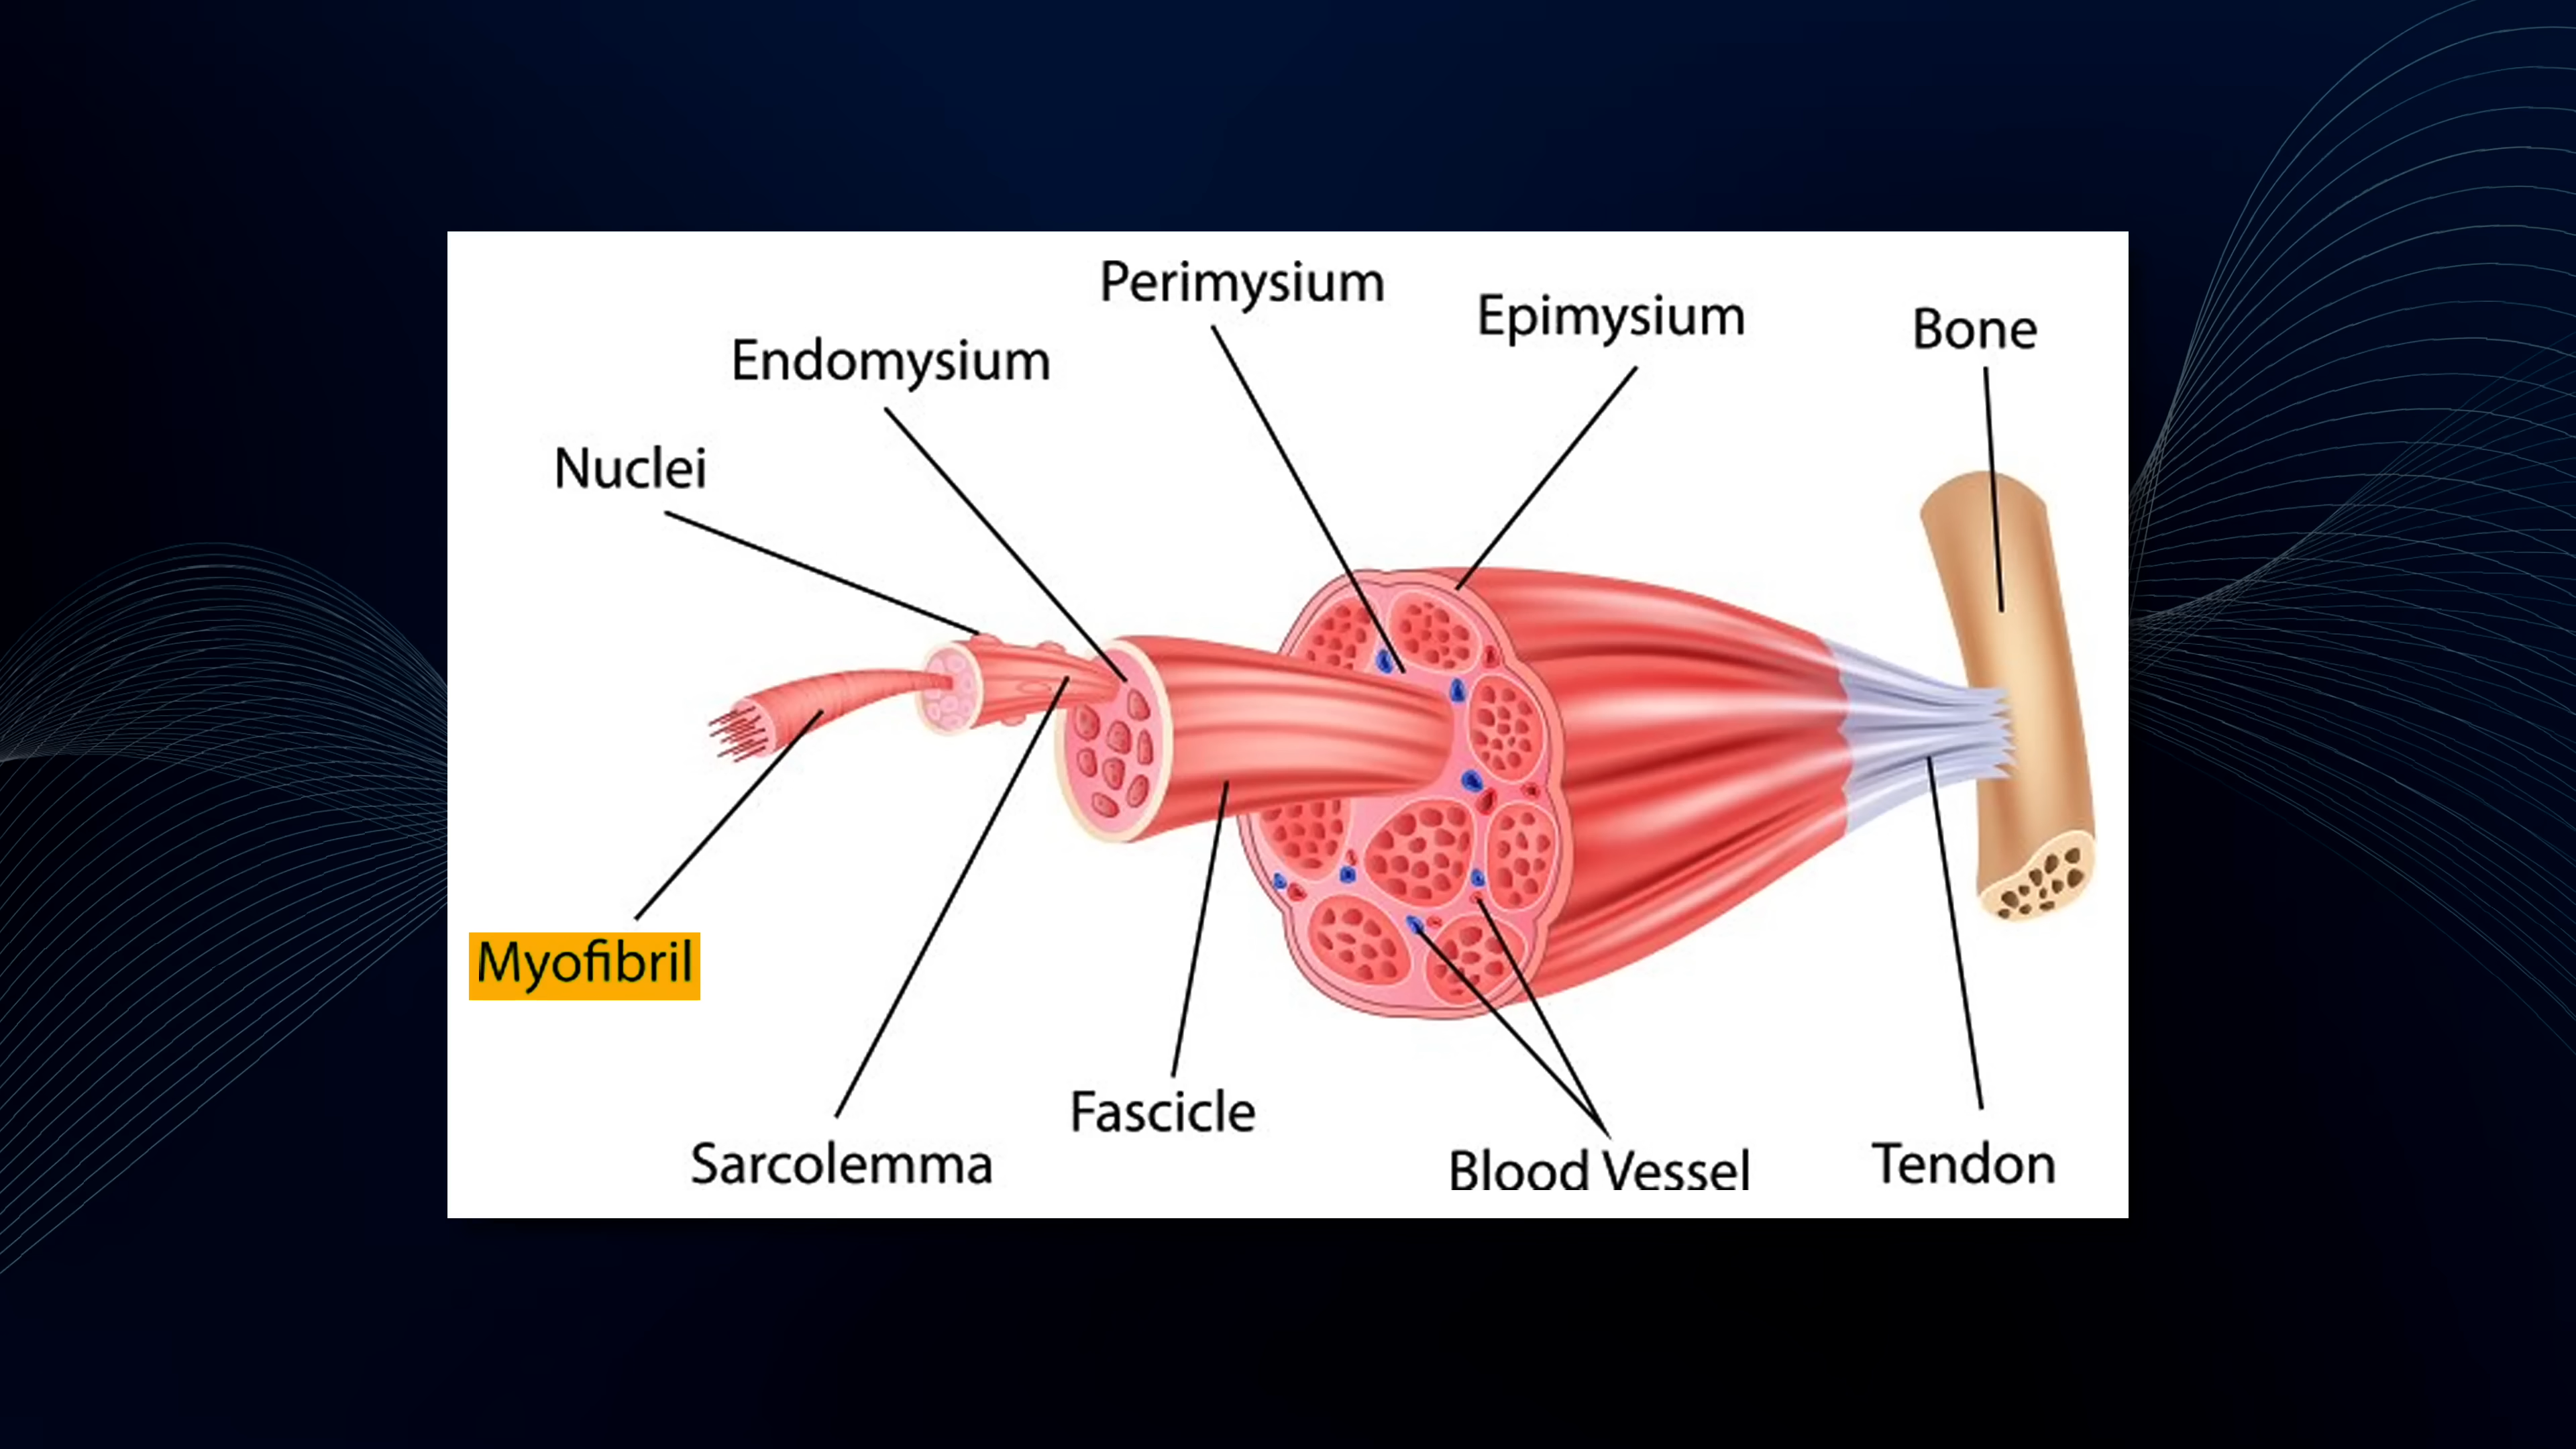 Perimysium
Epimysium
Bone
Endomysium
Nuclei
Myofibril
Fascicle
Sarcolemma
Blood Vessel
Tendon